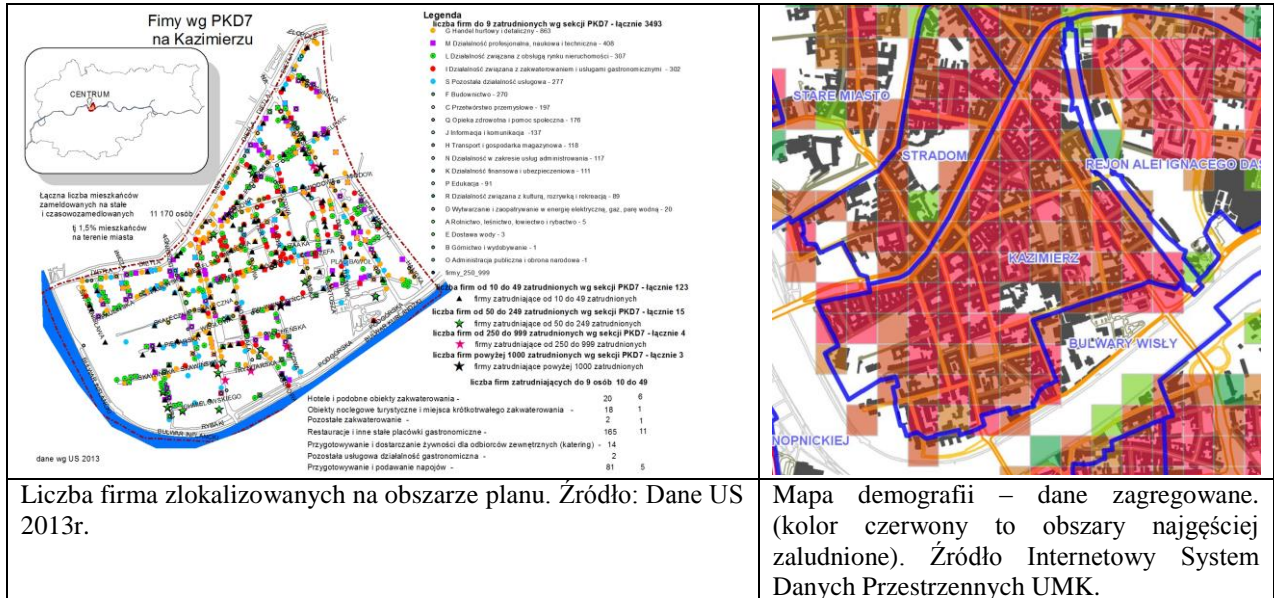 Fimy wg PKD7
na Kazimierzu
CENTRUM
Łączna liczba mieszkańców
zameldowanych na stałe
i czasowozamedlowanych 11 170 osób
tj 1,5% mieszkańców
na terenie miasta
dane wg US 2013
Legenda
liczba firm do 9 zatrudnionych wg sekcji PKD7 - łącznie 3493
G Handel hurtowy i detaliczny - 863
M Działalność profesjonalna, naukowa i techniczna - 408
L Działalność związana z obsługą rynku nieruchomości - 307
I Działalność związana z zakwaterowaniem i usługami gastronomicznymi - 302
S Pozostała działalność usługowa - 277
F Budownictwo - 270
C Przetwórstwo przemysłowe - 197
Q Opieka zdrowotna i pomoc społeczna - 176
J Informacja i komunikacja -137
H Transport i gospodarka magazynowa - 118
N Działalność w zakresie usług administrowania - 117
K Działalność finansowa i ubezpieczeniowa - 111
P Edukacja - 91
R Działalność związana z kulturą, rozrywką i rekreacją - 89
D Wytwarzanie i zaopatrywanie w energię elektryczną, gaz, parę wodną - 20
A Rolnictwo, leśnictwo, łowiectwo i rybactwo - 5
E Dostawa wody - 3
B Górnictwo i wydobywanie - 1
O Administracja publiczna i obrona narodowa -1
firmy_250_999
liczba firm od 10 do 49 zatrudnionych wg sekcji PKD7 - łącznie 123
firmy zatrudniające od 10 do 49 zatrudnionych
liczba firm od 50 do 249 zatrudnionych wg sekcji PKD7 - łącznie 15
firmy zatrudniające od 50 do 249 zatrudnionych
liczba firm od 250 do 999 zatrudnionych wg sekcji PKD7 - łącznie 4
firmy zatrudniające od 250 do 999 zatrudnionych
liczba firm powyżej 1000 zatrudnionych wg sekcji PKD7 - łącznie 3
firmy zatrudniające powyżej 1000 zatrudnionych
liczba firm zatrudniających do 9 osób 10 do 49
Hotele i podobne obiekty zakwaterowania - 20 6
Obiekty noclegowe turystyczne i miejsca krótkotrwałego zakwaterowania - 18 1
Pozostałe zakwaterowanie - 2 1
Restauracje i inne stałe placówki gastronomiczne - 165 11
Przygotowywanie i dostarczanie żywności dla odbiorców zewnętrznych (katering) - 14
Pozostała usługowa działalność gastronomiczna - 2
Przygotowywanie i podawanie napojów - 81 5
BULWAR INFLANCKI
PODGÓRSKA
RYBAKI
STARE MIASTO
STRADOM
REJON ALEI IGNACEGO DAS
KAZIMIERZ
BULWARY WISŁY
NOPNICKIEJ
Liczba firma zlokalizowanych na obszarze planu. Źródło: Dane US
2013r.
Mapa demografii – dane zagregowane.
(kolor czerwony to obszary najgęściej
zaludnione). Źródło Internetowy System
Danych Przestrzennych UMK.